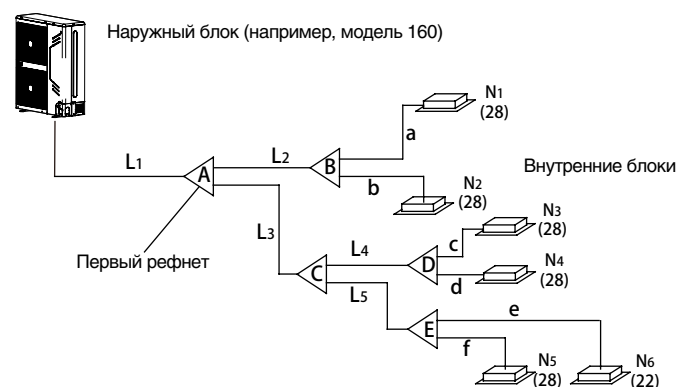 Наружный блок (например, модель 160)
N1
(28)
a
L1
L2
A
B
b
N2
(28)
Внутренние блоки
L3
Первый рефнет
L4
C
D
c
N3
(28)
d
N4
(28)
L5
E
e
f
N5
(28)
N6
(22)